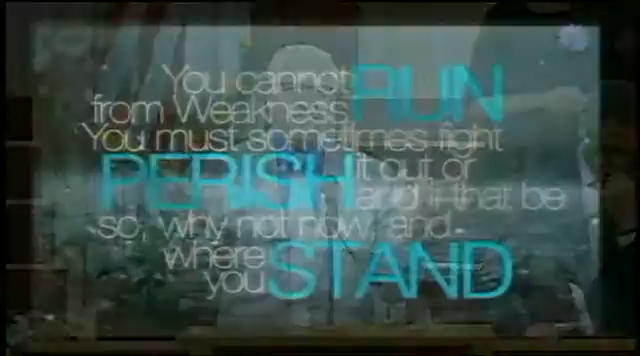 You cannot RUN
from Weakness
You must sometimes fight
PERISH it out or
and if that be
so, why not now, and
where
you STAND